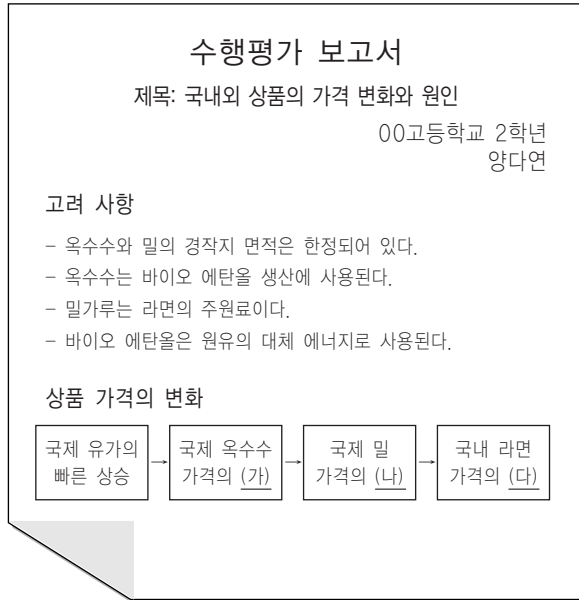 수행평가 보고서
제목: 국내외 상품의 가격 변화와 원인
00고등학교 2학년
양다연
고려 사항
- 옥수수와 밀의 경작지 면적은 한정되어 있다.
- 옥수수는 바이오 에탄올 생산에 사용된다.
- 밀가루는 라면의 주원료이다.
- 바이오 에탄올은 원유의 대체 에너지로 사용된다.
상품 가격의 변화
국제 유가의
빠른 상승
→
국제 옥수수
가격의 (가)
→
국제 밀
가격의 (나)
→
국내 라면
가격의 (다)